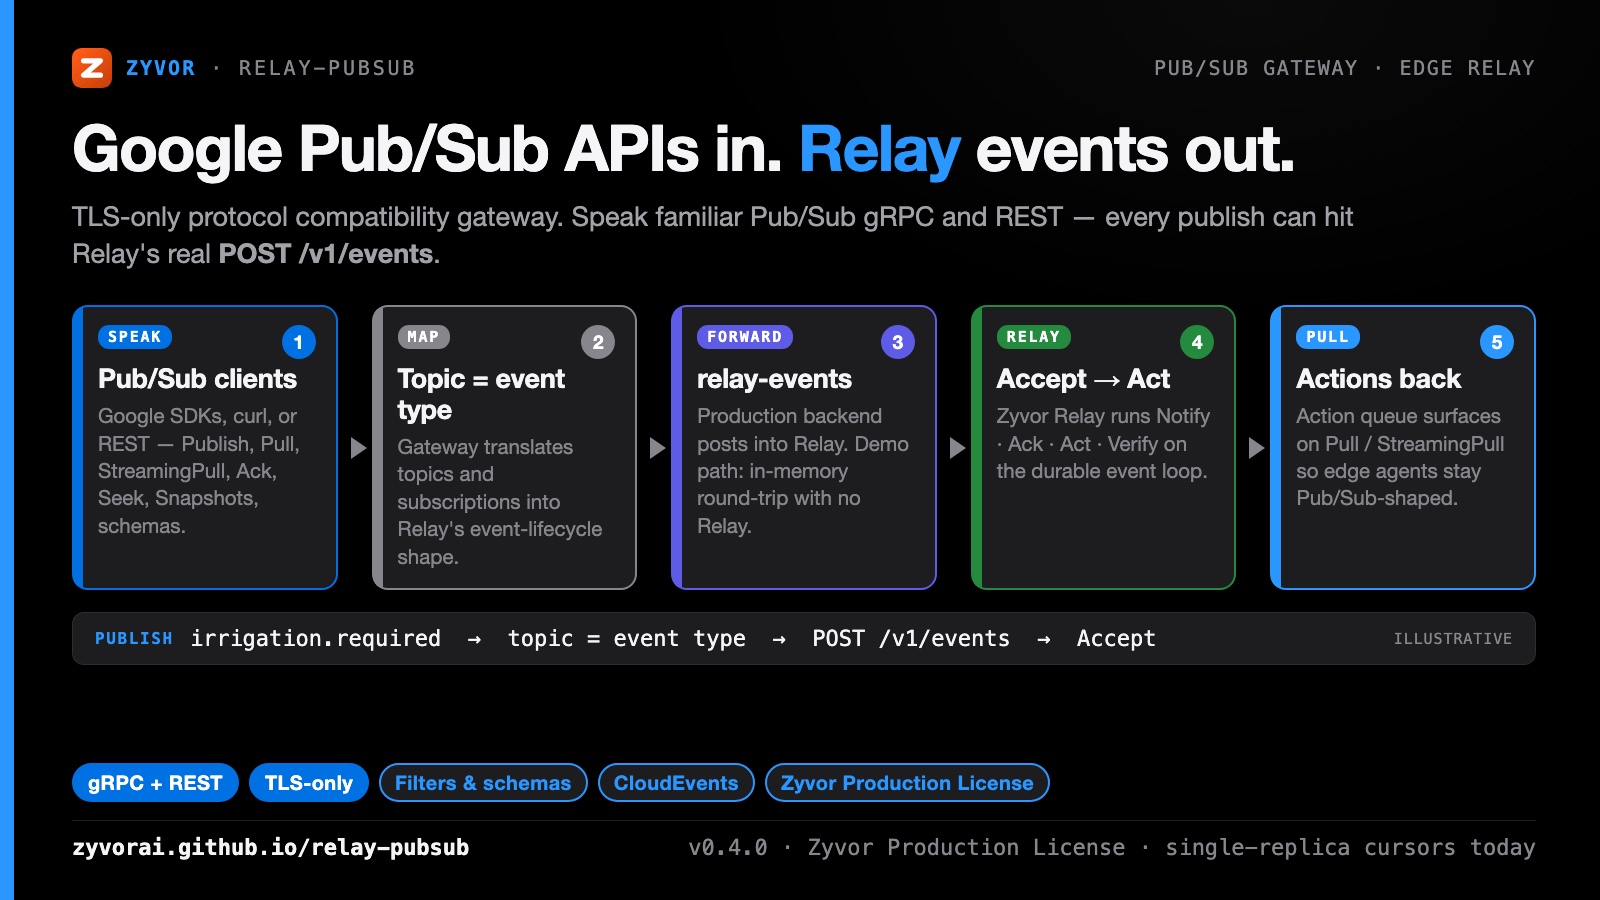 ZYVOR · RELAY-PUBSUB
PUB/SUB GATEWAY · EDGE RELAY
Google Pub/Sub APIs in. Relay events out.
TLS-only protocol compatibility gateway. Speak familiar Pub/Sub gRPC and REST — every publish can hit
Relay's real POST /v1/events.
SPEAK
1
Pub/Sub clients
Google SDKs, curl, or
REST — Publish, Pull,
StreamingPull, Ack,
Seek, Snapshots,
schemas.
MAP
2
Topic = event
type
Gateway translates
topics and
subscriptions into
Relay's event-lifecycle
shape.
FORWARD
3
relay-events
Production backend
posts into Relay. Demo
path: in-memory
round-trip with no
Relay.
RELAY
4
Accept → Act
Zyvor Relay runs Notify
· Ack · Act · Verify on
the durable event loop.
PULL
5
Actions back
Action queue surfaces
on Pull / StreamingPull
so edge agents stay
Pub/Sub-shaped.
PUBLISH irrigation.required → topic = event type → POST /v1/events → Accept
ILLUSTRATIVE
gRPC + REST
TLS-only
Filters & schemas
CloudEvents
Zyvor Production License
zyvorai.github.io/relay-pubsub
v0.4.0 · Zyvor Production License · single-replica cursors today